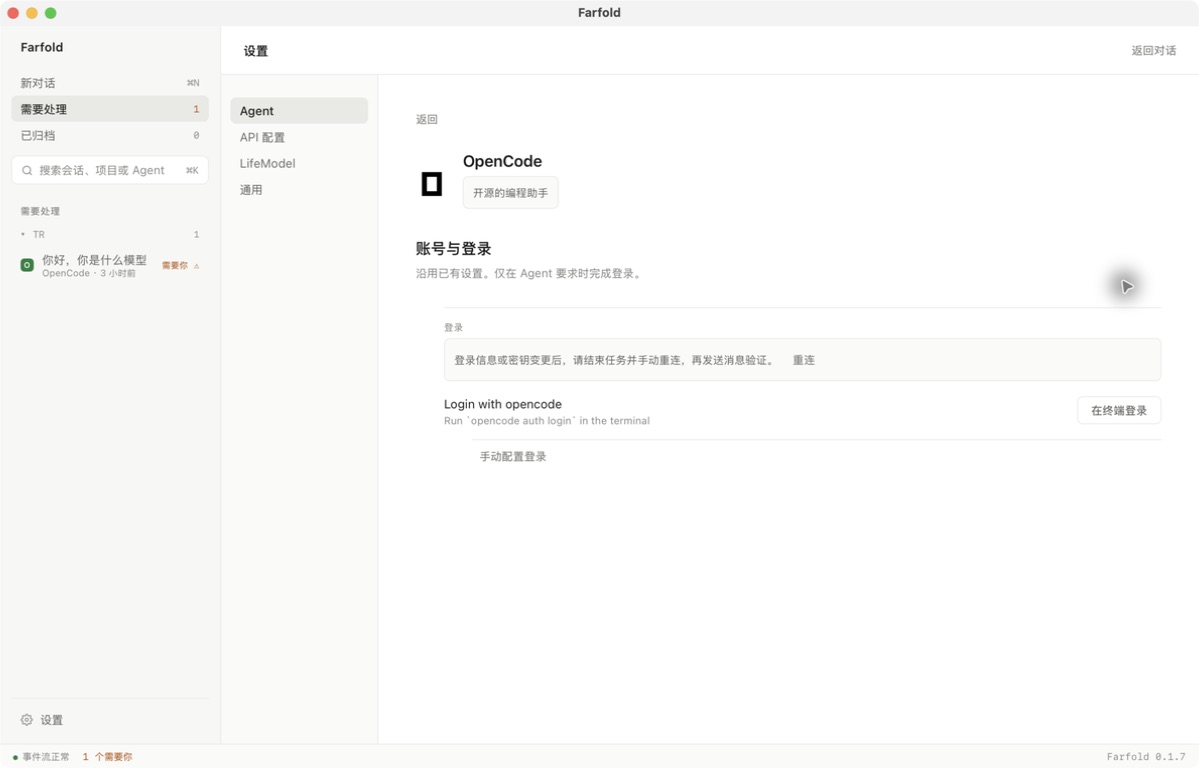 Farfold
Farfold
新对话 ⌘N
需要处理 1
已归档 0
搜索会话、项目或 Agent ⌘K
需要处理
• TR 1
你好，你是什么模型
OpenCode · 3 小时前
需要你 ⚠
设置
设置
返回对话
Agent
API 配置
LifeModel
通用
返回
OpenCode
开源的编程助手
账号与登录
沿用已有设置。仅在 Agent 要求时完成登录。
登录
登录信息或密钥变更后，请结束任务并手动重连，再发送消息验证。 重连
Login with opencode
Run `opencode auth login` in the terminal
在终端登录
手动配置登录
事件流正常 1 个需要你
Farfold 0.1.7